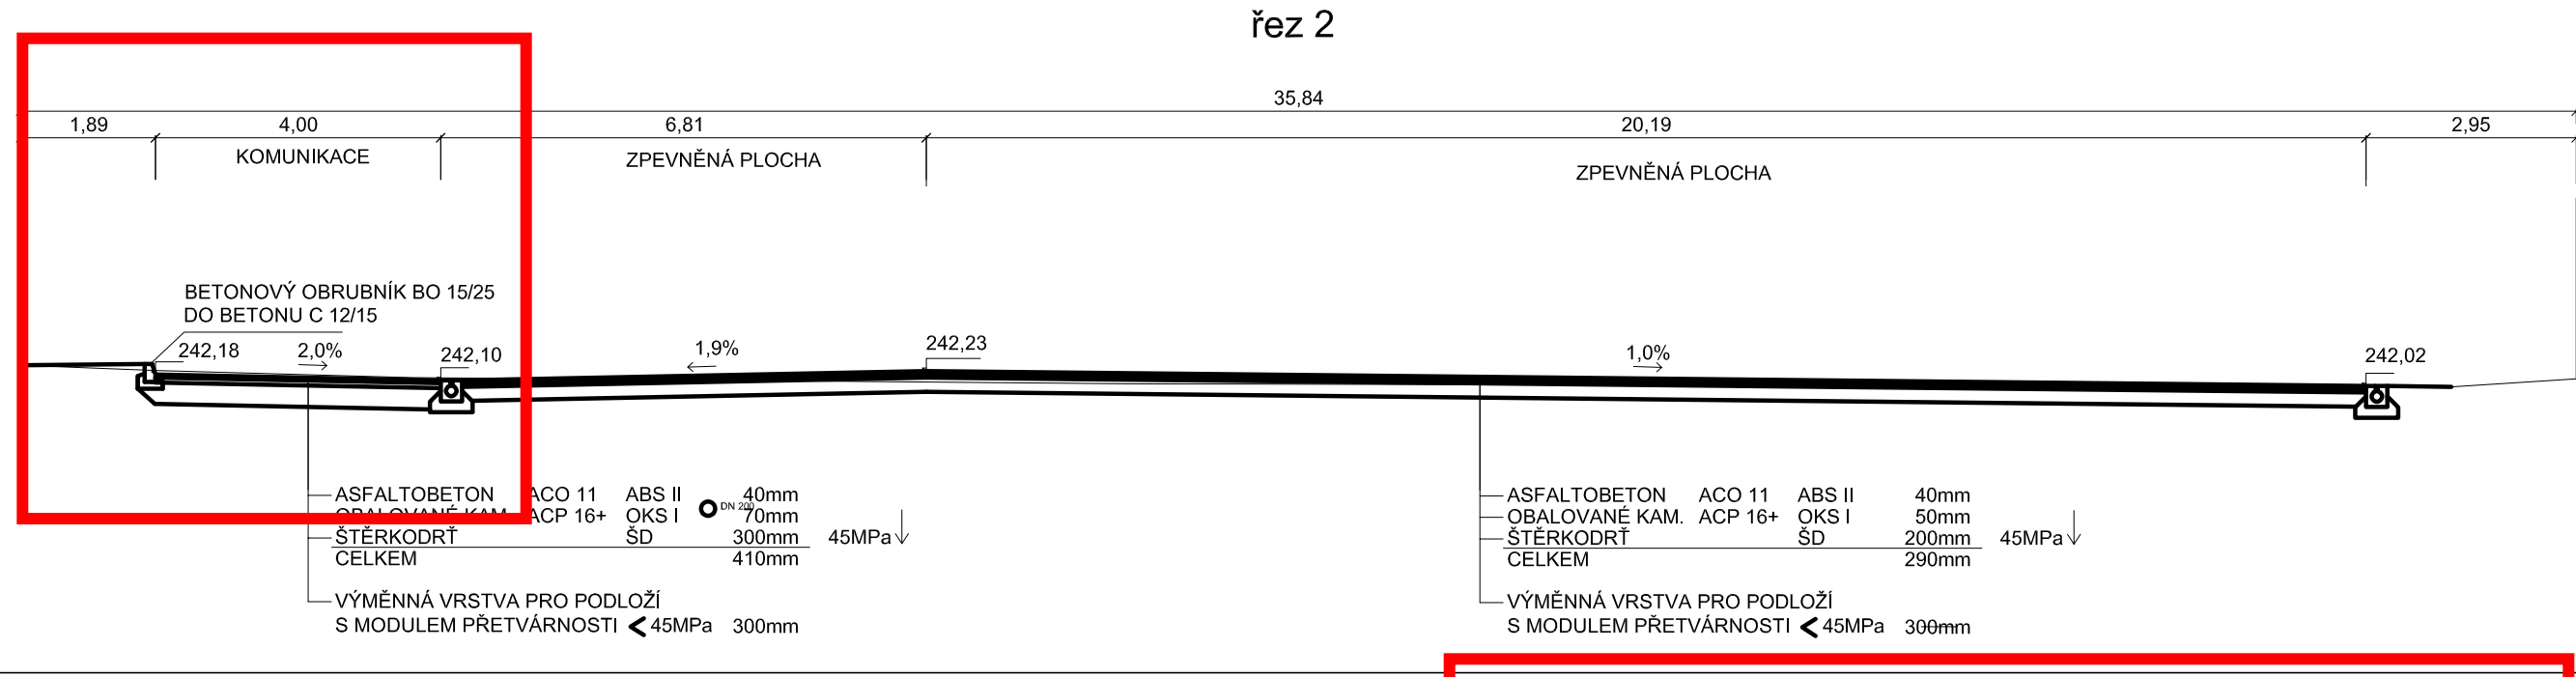 řez 2
35,84
1,89 4,00 6,81 20,19 2,95
KOMUNIKACE ZPEVNĚNÁ PLOCHA ZPEVNĚNÁ PLOCHA
BETONOVÝ OBRUBNÍK BO 15/25
DO BETONU C 12/15
242,18 2,0% 242,10 1,9% 242,23 1,0% 242,02
ASFALTOBETON ACO 11 ABS II 40mm
DN 200
OBALOVANÉ KAM. ACP 16+ OKS I 70mm
ŠTĚRKODRŤ ŠD 300mm 45MPa
CELKEM 410mm
VÝMĚNNÁ VRSTVA PRO PODLOŽÍ
S MODULEM PŘETVÁRNOSTI < 45MPa 300mm
ASFALTOBETON ACO 11 ABS II 40mm
OBALOVANÉ KAM. ACP 16+ OKS I 50mm
ŠTĚRKODRŤ ŠD 200mm 45MPa
CELKEM 290mm
VÝMĚNNÁ VRSTVA PRO PODLOŽÍ
S MODULEM PŘETVÁRNOSTI < 45MPa 300mm